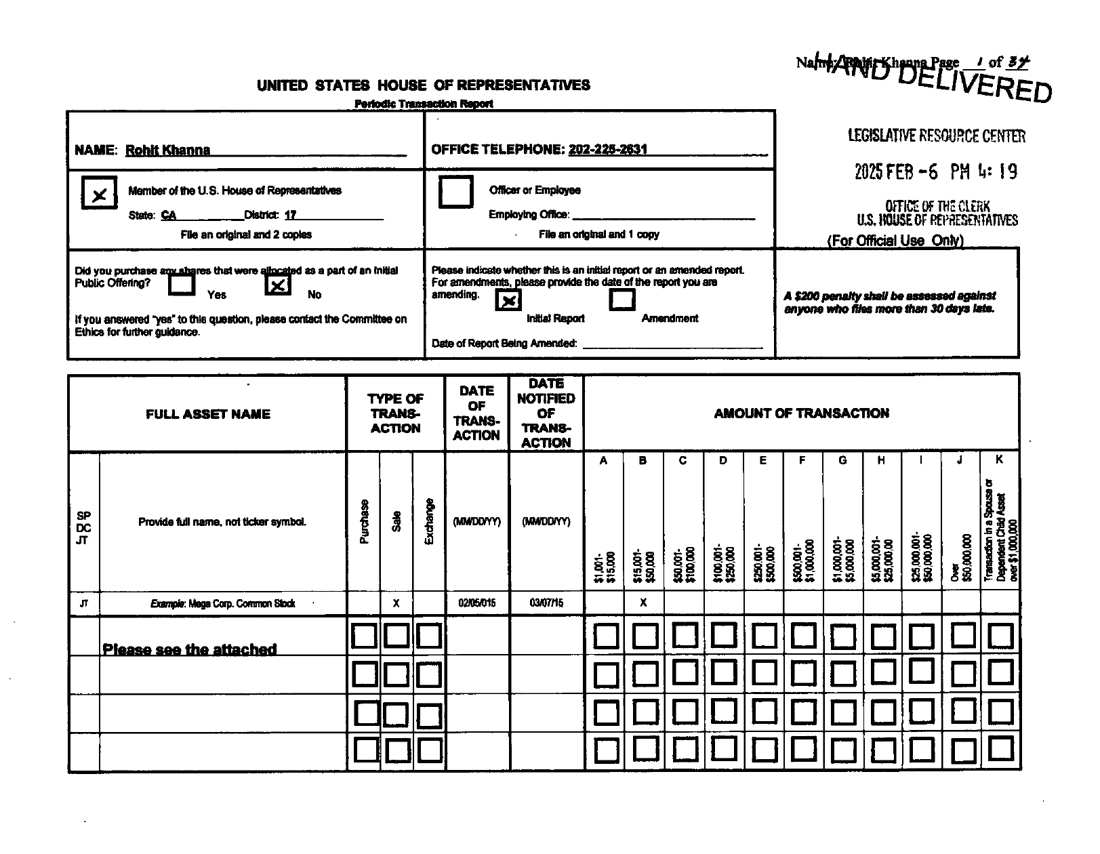 Name: Rohit Khanna Page 1 of 34
HAND DELIVERED
UNITED STATES HOUSE OF REPRESENTATIVES
Periodic Transaction Report
LEGISLATIVE RESOURCE CENTER
2025 FEB -6 PM 4: 19
OFFICE OF THE CLERK
U.S. HOUSE OF REPRESENTATIVES
(For Official Use Only)
NAME: Rohit Khanna
OFFICE TELEPHONE: 202-225-2631
X
Member of the U.S. House of Representatives
State: CA District: 17
File an original and 2 copies
Officer or Employee
Employing Office:
File an original and 1 copy
Did you purchase any shares that were allocated as a part of an Initial
Public Offering?
Yes
X
No
If you answered "yes" to this question, please contact the Committee on
Ethics for further guidance.
Please indicate whether this is an initial report or an amended report.
For amendments, please provide the date of the report you are
amending.
X
Initial Report
Amendment
Date of Report Being Amended:
A $200 penalty shall be assessed against
anyone who files more than 30 days late.
FULL ASSET NAME
TYPE OF
TRANS-
ACTION
DATE
OF
TRANS-
ACTION
DATE
NOTIFIED
OF
TRANS-
ACTION
AMOUNT OF TRANSACTION
SP
DC
JT
Provide full name, not ticker symbol.
Purchase
Sale
Exchange
(MM/DD/YY)
(MM/DD/YY)
A
$1,001-
$15,000
B
$15,001-
$50,000
C
$50,001-
$100,000
D
$100,001-
$250,000
E
$250,001-
$500,000
F
$500,001-
$1,000,000
G
$1,000,001-
$5,000,000
H
$5,000,001-
$25,000,00
I
$25,000,001-
$50,000,000
J
Over
$50,000,000
K
Transaction in a Spouse or
Dependent Child Asset
over $1,000,000
JT Example: Mega Corp. Common Stock X 02/05/015 03/07/15 X
Please see the attached